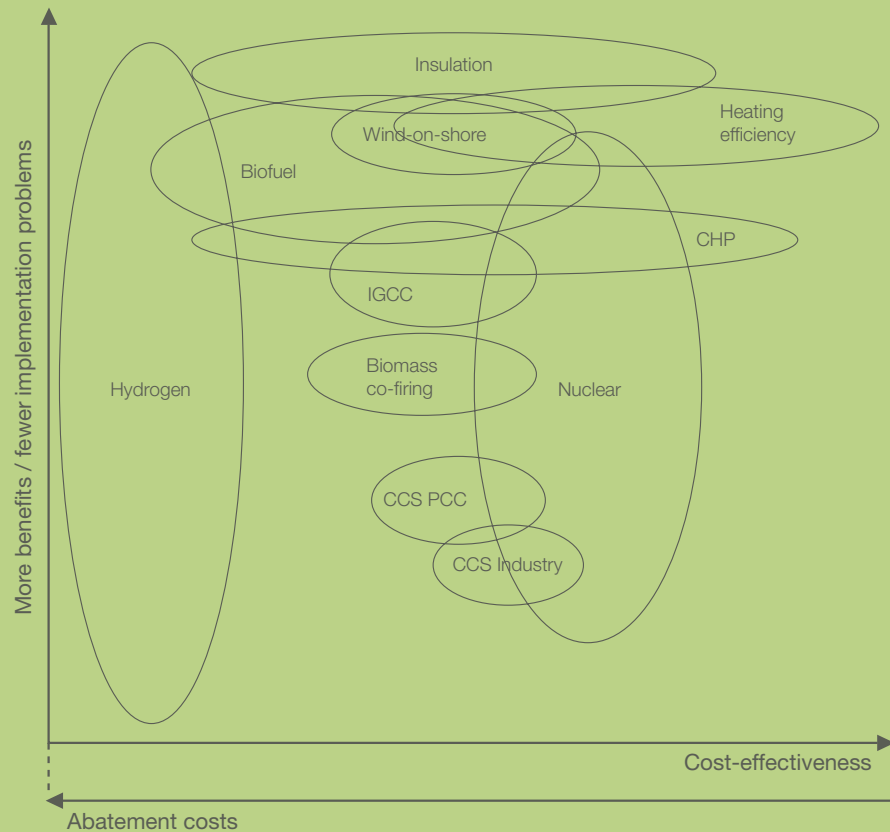 More benefits / fewer implementation problems
Insulation
Heating
efficiency
Wind-on-shore
Biofuel
CHP
IGCC
Biomass
co-firing
Hydrogen
Nuclear
CCS PCC
CCS Industry
Cost-effectiveness
Abatement costs